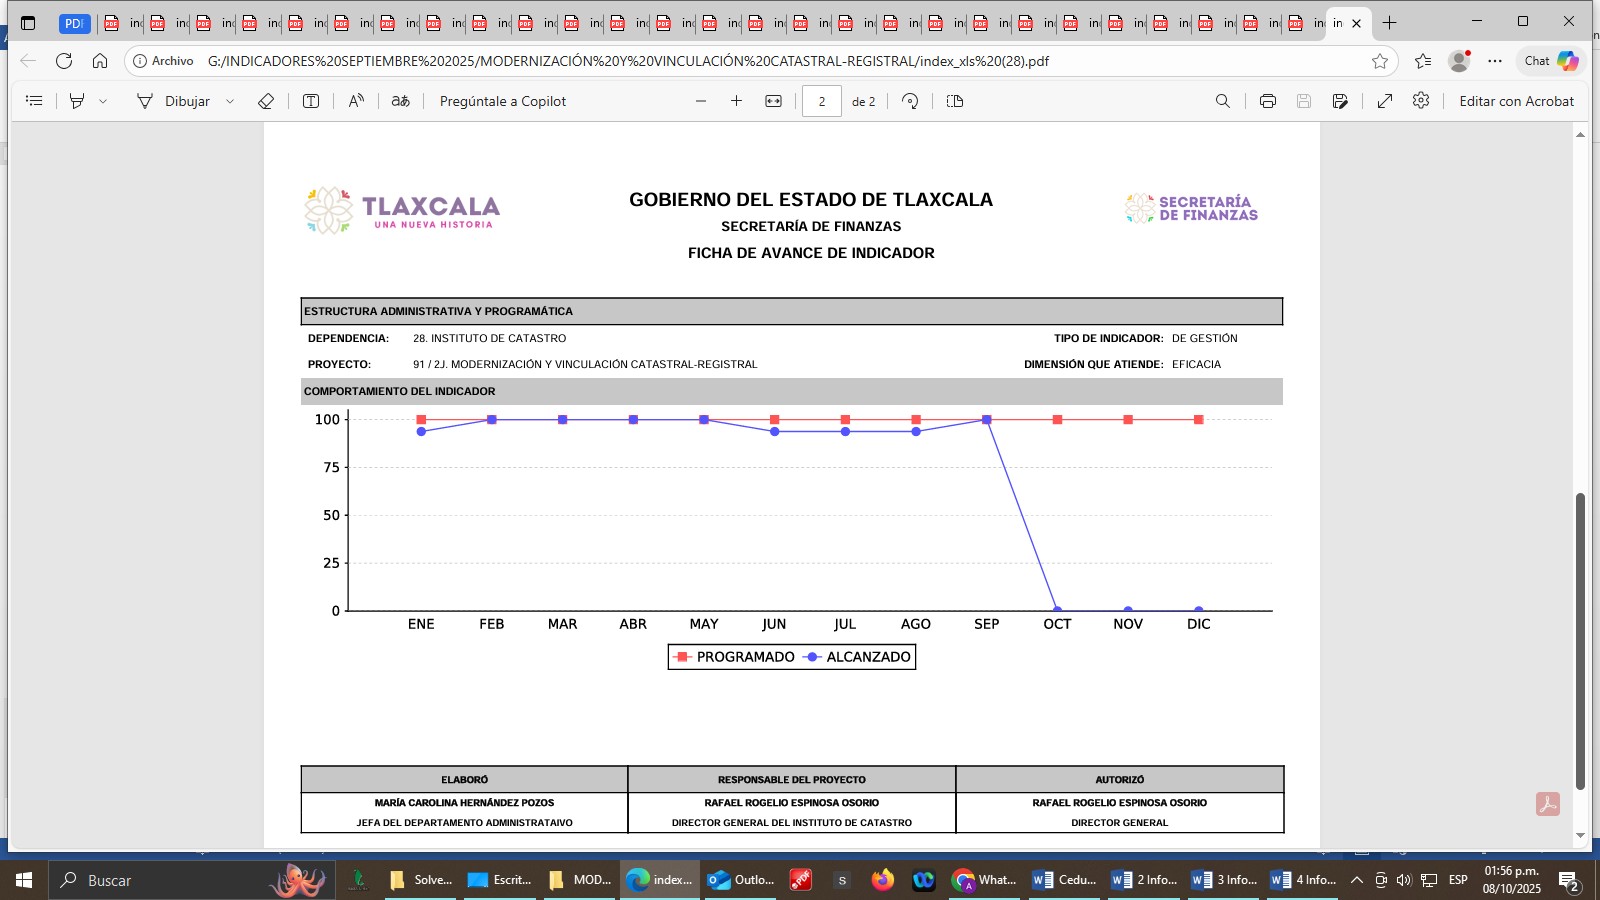 PDF
Archivo G:/INDICADORES%20SEPTIEMBRE%202025/MODERNIZACIÓN%20Y%20VINCULACIÓN%20CATASTRAL-REGISTRAL/index_xls%20(28).pdf
Chat
Dibujar
Pregúntale a Copilot
2 de 2
Editar con Acrobat
TLAXCALA
UNA NUEVA HISTORIA
GOBIERNO DEL ESTADO DE TLAXCALA
SECRETARÍA DE FINANZAS
FICHA DE AVANCE DE INDICADOR
SECRETARÍA
DE FINANZAS
ESTRUCTURA ADMINISTRATIVA Y PROGRAMÁTICA
DEPENDENCIA: 28. INSTITUTO DE CATASTRO TIPO DE INDICADOR: DE GESTIÓN
PROYECTO: 91 / 2J. MODERNIZACIÓN Y VINCULACIÓN CATASTRAL-REGISTRAL DIMENSIÓN QUE ATIENDE: EFICACIA
COMPORTAMIENTO DEL INDICADOR
100
75
50
25
0
ENE FEB MAR ABR MAY JUN JUL AGO SEP OCT NOV DIC
PROGRAMADO ALCANZADO
ELABORÓ RESPONSABLE DEL PROYECTO AUTORIZÓ
MARÍA CAROLINA HERNÁNDEZ POZOS RAFAEL ROGELIO ESPINOSA OSORIO RAFAEL ROGELIO ESPINOSA OSORIO
JEFA DEL DEPARTAMENTO ADMINISTRATAIVO DIRECTOR GENERAL DEL INSTITUTO DE CATASTRO DIRECTOR GENERAL
Buscar
Solve... Escrit... MOD... index... Outlo... What... Cedu... 2 Info... 3 Info... 4 Info... ESP
01:56 p.m.
08/10/2025
2